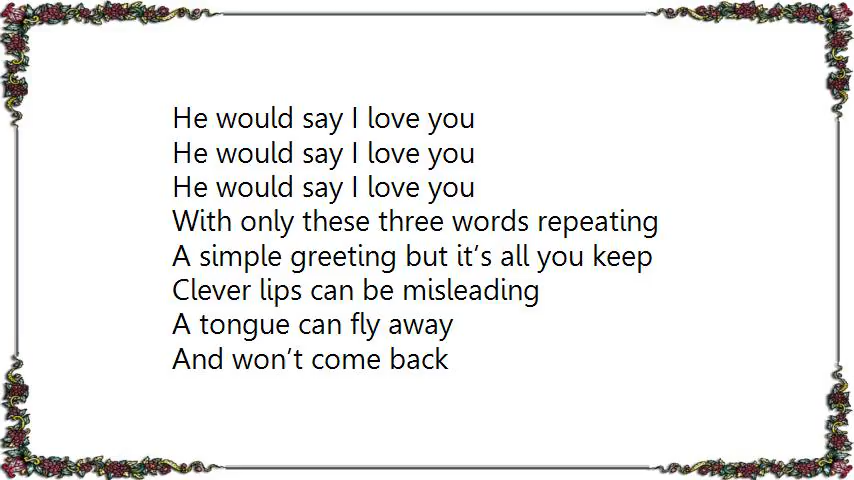 He would say I love you
He would say I love you
He would say I love you
With only these three words repeating
A simple greeting but it’s all you keep
Clever lips can be misleading
A tongue can fly away
And won’t come back